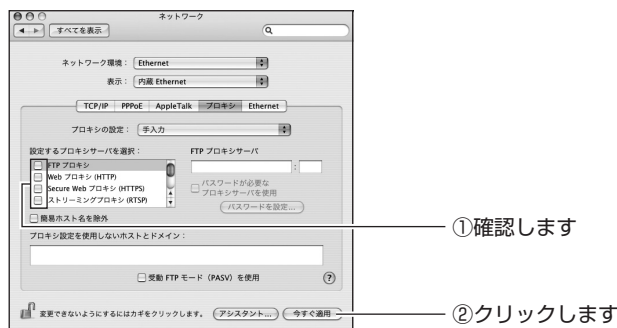 ネットワーク
すべてを表示
ネットワーク環境： Ethernet
表示： 内蔵 Ethernet
TCP/IP PPPoE AppleTalk プロキシ Ethernet
プロキシの設定： 手入力
設定するプロキシサーバを選択： FTP プロキシサーバ
FTP プロキシ :
Web プロキシ (HTTP)
Secure Web プロキシ (HTTPS)
ストリーミングプロキシ (RTSP)
パスワードが必要な
プロキシサーバを使用
パスワードを設定...
簡易ホスト名を除外
①確認します
プロキシ設定を使用しないホストとドメイン：
受動 FTP モード（PASV）を使用 ?
変更できないようにするにはカギをクリックします。 アシスタント... 今すぐ適用
②クリックします